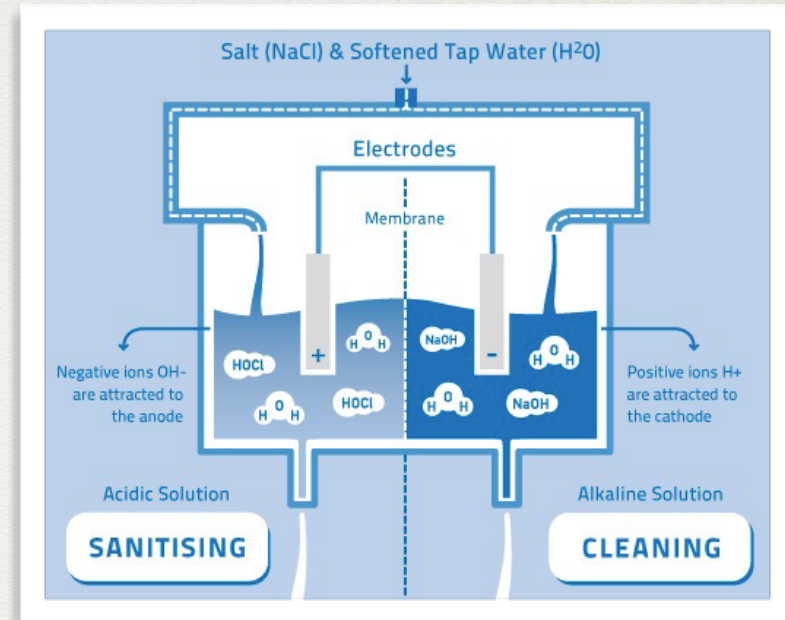 Salt (NaCl) & Softened Tap Water (H²0)
Electrodes
Membrane
+
-
HOCl
H O H
H O H
HOCl
NaOH
H O H
H O H
NaOH
Negative ions OH-
are attracted to
the anode
Positive ions H+
are attracted to
the cathode
Acidic Solution
SANITISING
Alkaline Solution
CLEANING